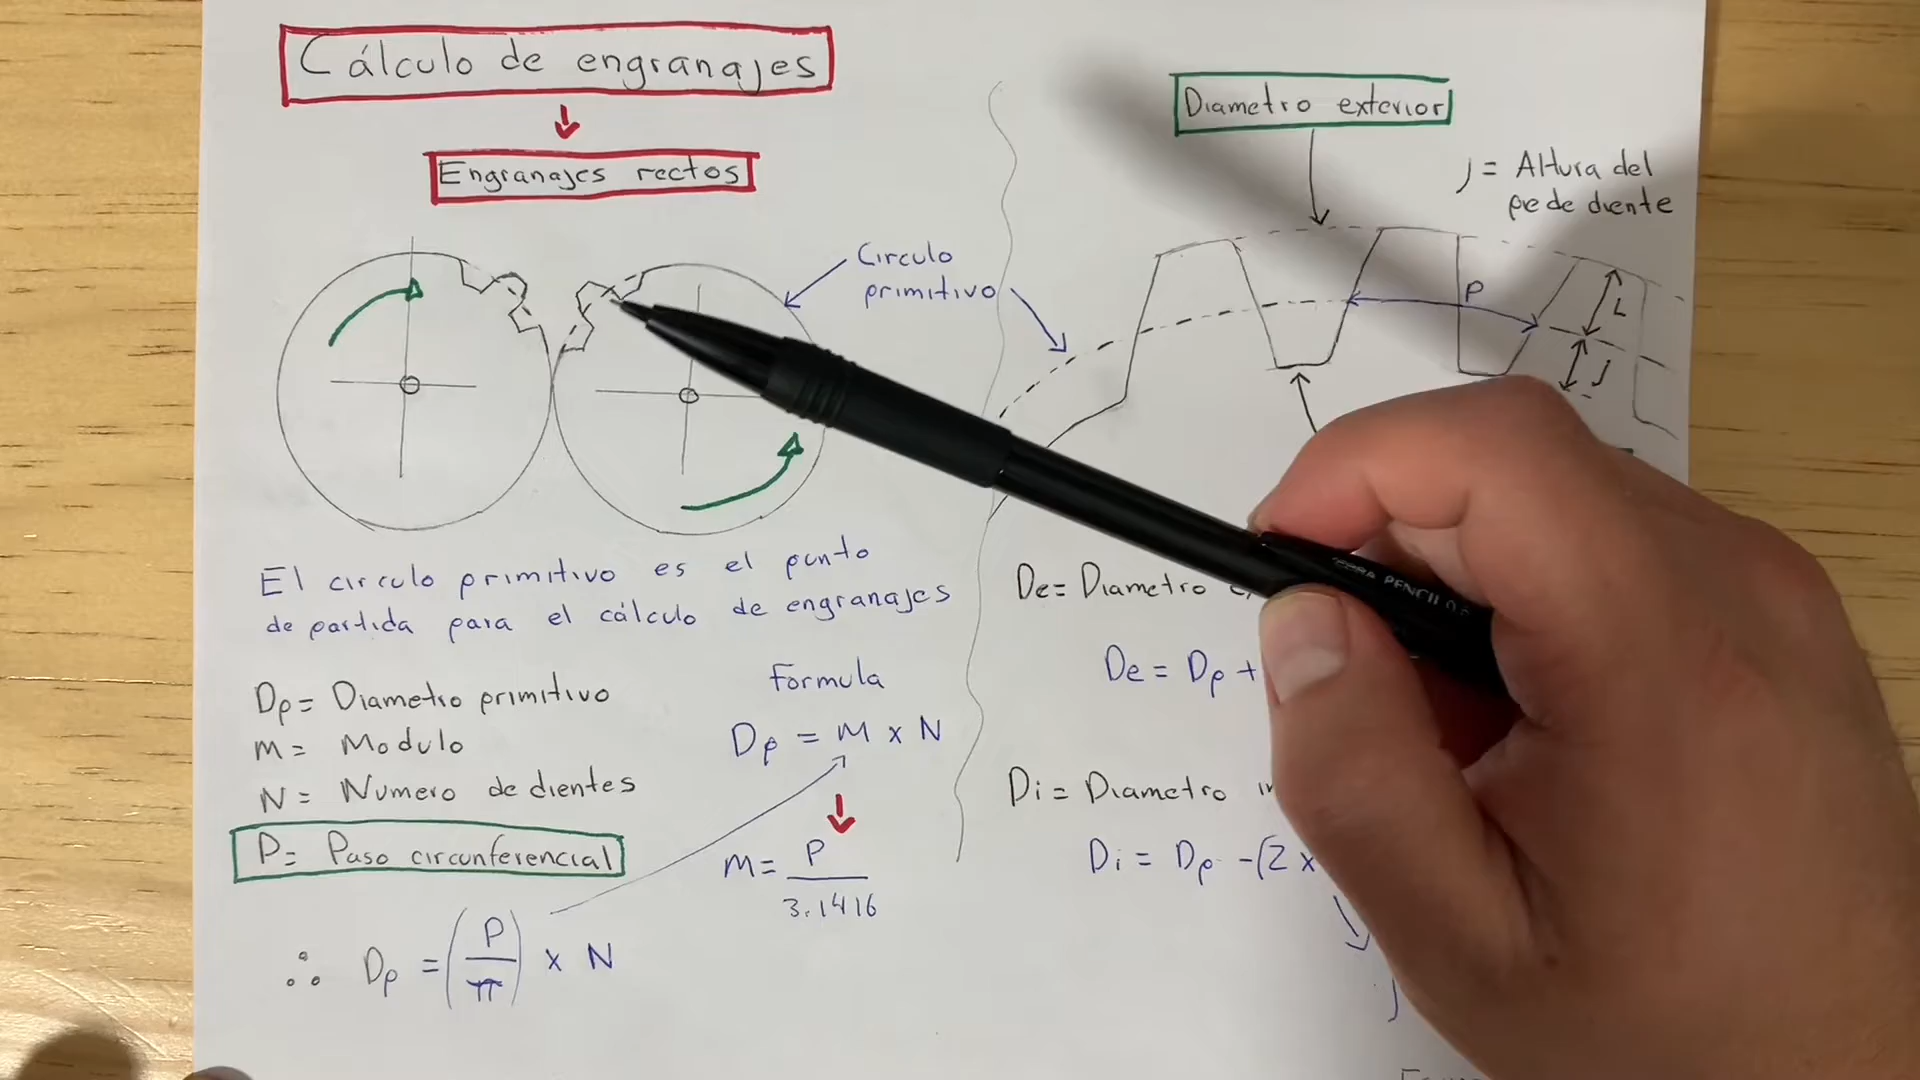 Cálculo de engranajes
Engranajes rectos
Circulo
primitivo
El circulo primitivo es el punto
de partida para el cálculo de engranajes
Dp= Diametro primitivo
m= Modulo
N= Numero de dientes
P= Paso circunferencial
∴ Dp = (P/π) x N
Formula
Dp = M x N
m= P
3.1416
Diametro exterior
J= Altura del
pie de diente
P
L
J
De= Diametro
De = Dp +
Di= Diametro
Di = Dp -(2 x
J